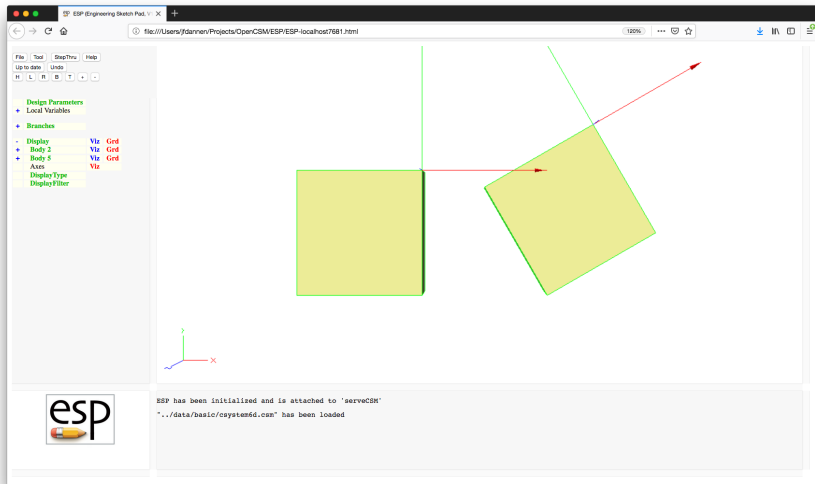 ESP (Engineering Sketch Pad, V
file:///Users/jfdannen/Projects/OpenCSM/ESP/ESP-localhost7681.html
120%
File Tool StepThru Help
Up to date Undo
H L R B T + -
Design Parameters
+ Local Variables
+ Branches
- Display Viz Grd
+ Body 2 Viz Grd
+ Body 5 Viz Grd
Axes Viz
DisplayType
DisplayFilter
Y
X
ESP has been initialized and is attached to 'serveCSM'
"../data/basic/csystem6d.csm" has been loaded
esp